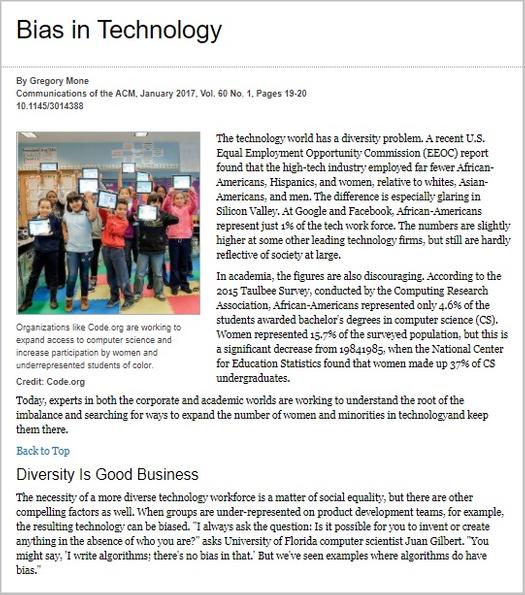 Bias in Technology
By Gregory Mone
Communications of the ACM, January 2017, Vol. 60 No. 1, Pages 19-20
10.1145/3014388
The technology world has a diversity problem. A recent U.S.
Equal Employment Opportunity Commission (EEOC) report
found that the high-tech industry employed far fewer African-
Americans, Hispanics, and women, relative to whites, Asian-
Americans, and men. The difference is especially glaring in
Silicon Valley. At Google and Facebook, African-Americans
represent just 1% of the tech work force. The numbers are slightly
higher at some other leading technology firms, but still are hardly
reflective of society at large.
In academia, the figures are also discouraging. According to the
2015 Taulbee Survey, conducted by the Computing Research
Association, African-Americans represented only 4.6% of the
students awarded bachelor's degrees in computer science (CS).
Women represented 15.7% of the surveyed population, but this is
a significant decrease from 19841985, when the National Center
for Education Statistics found that women made up 37% of CS
undergraduates.
Organizations like Code.org are working to
expand access to computer science and
increase participation by women and
underrepresented students of color.
Credit: Code.org
Today, experts in both the corporate and academic worlds are working to understand the root of the
imbalance and searching for ways to expand the number of women and minorities in technologyand keep
them there.
Back to Top
Diversity Is Good Business
The necessity of a more diverse technology workforce is a matter of social equality, but there are other
compelling factors as well. When groups are under-represented on product development teams, for example,
the resulting technology can be biased. "I always ask the question: Is it possible for you to invent or create
anything in the absence of who you are?" asks University of Florida computer scientist Juan Gilbert. "You
might say, 'I write algorithms; there's no bias in that.' But we've seen examples where algorithms do have
bias."